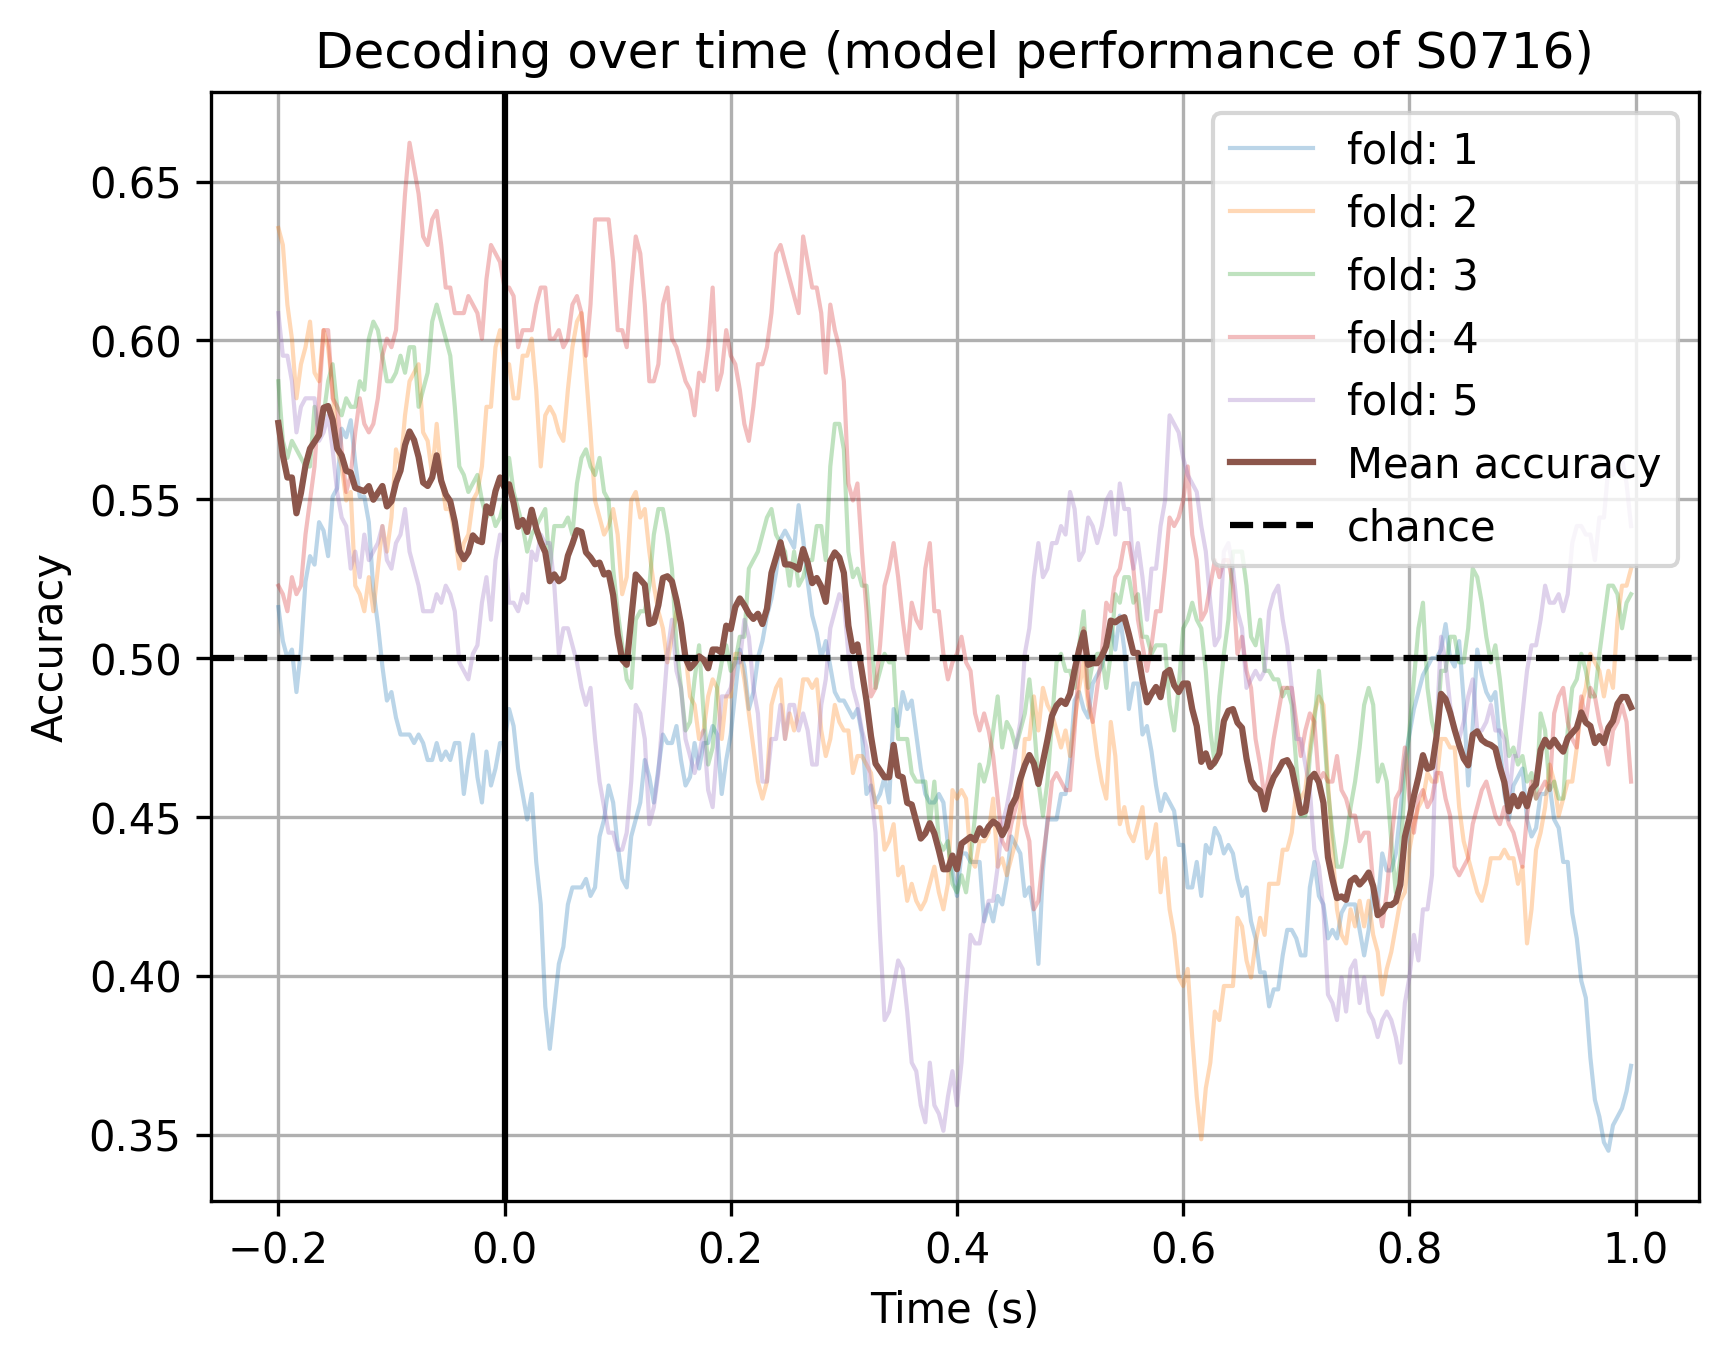 Decoding over time (model performance of S0716)
Accuracy
0.65
0.60
0.55
0.50
0.45
0.40
0.35
fold: 1
fold: 2
fold: 3
fold: 4
fold: 5
Mean accuracy
chance
−0.2
0.0
0.2
0.4
0.6
0.8
1.0
Time (s)